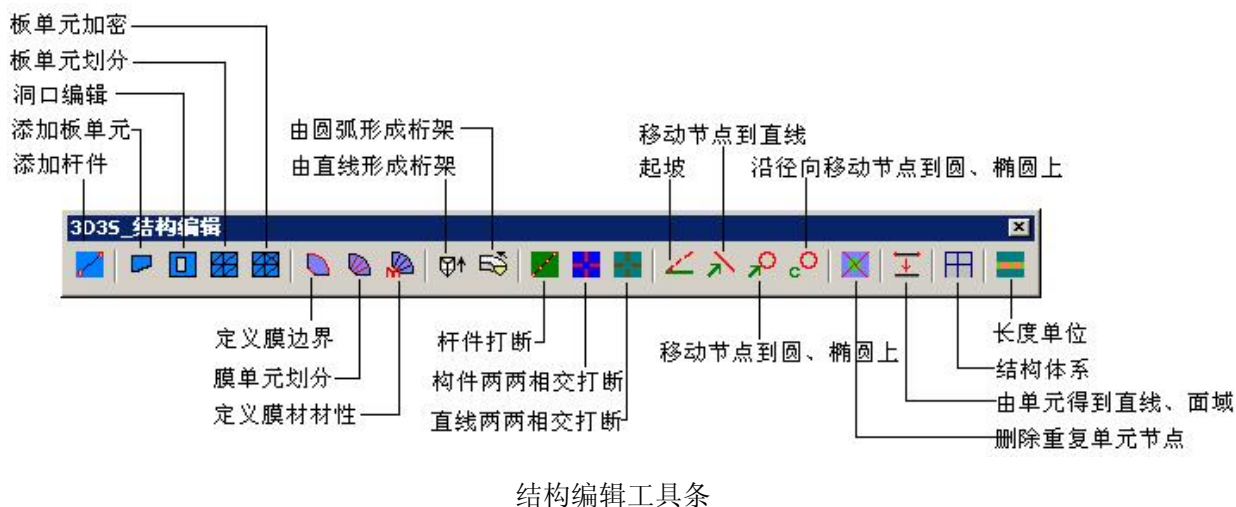 板单元加密
板单元划分
洞口编辑
添加板单元
添加杆件
由圆弧形成桁架
由直线形成桁架
移动节点到直线
起坡
沿径向移动节点到圆、椭圆上
3D3S_结构编辑
定义膜边界
膜单元划分
定义膜材材性
杆件打断
构件两两相交打断
直线两两相交打断
移动节点到圆、椭圆上
长度单位
结构体系
由单元得到直线、面域
删除重复单元节点
结构编辑工具条